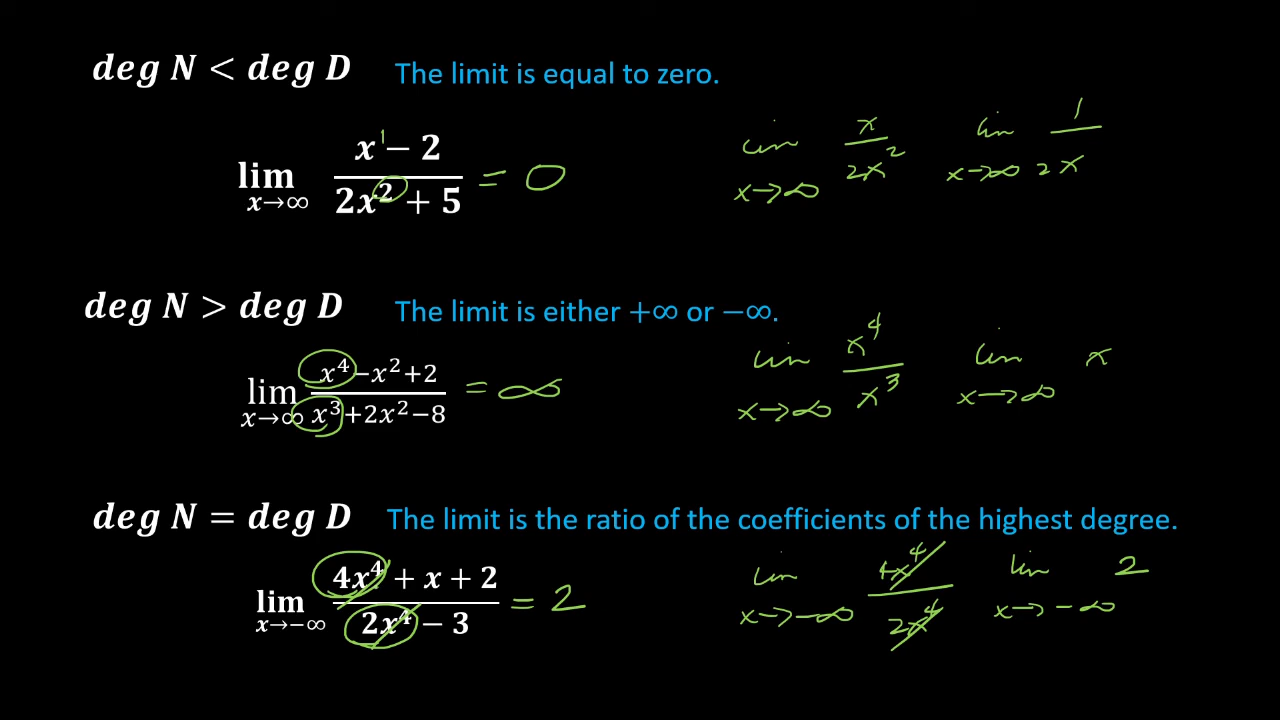 deg N < deg D The limit is equal to zero.
lim x→∞ (x¹ − 2)/(2x² + 5) = 0 lim x→∞ x/2x² lim x→∞ 1/2x
deg N > deg D The limit is either +∞ or −∞.
lim x→∞ (x⁴−x²+2)/(x³+2x²−8) = ∞ lim x→∞ x⁴/x³ lim x→∞ x
deg N = deg D The limit is the ratio of the coefficients of the highest degree.
lim x→−∞ (4x⁴ + x + 2)/(2x⁴ − 3) = 2 lim x→−∞ 4x⁴/2x⁴ lim x→−∞ 2